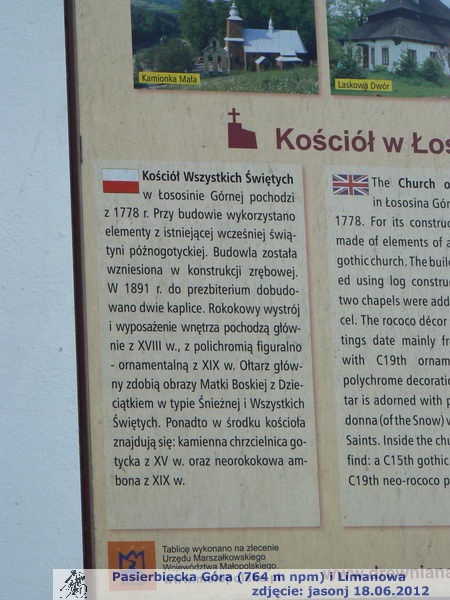 Kamionka Mała
Laskowa Dwór
Kościół w Łoso
Kościół Wszystkich Świętych
w Łososinie Górnej pochodzi
z 1778 r. Przy budowie wykorzystano
elementy z istniejącej wcześniej świą-
tyni późnogotyckiej. Budowla została
wzniesiona w konstrukcji zrębowej.
W 1891 r. do prezbiterium dobudo-
wano dwie kaplice. Rokokowy wystrój
i wyposażenie wnętrza pochodzą głów-
nie z XVIII w., z polichromią figuralno
- ornamentalną z XIX w. Ołtarz głów-
ny zdobią obrazy Matki Boskiej z Dzie-
ciątkiem w typie Śnieżnej i Wszystkich
Świętych. Ponadto w środku kościoła
znajdują się: kamienna chrzcielnica go-
tycka z XV w. oraz neorokokowa am-
bona z XIX w.
The Church o
in Łososina Gór
1778. For its construc
made of elements of a
gothic church. The buil
ed using log construc
two chapels were add
cel. The rococo décor
tings date mainly fr
with C19th ornam
polychrome decoratio
tar is adorned with p
donna (of the Snow) w
Saints. Inside the chu
find: a C15th gothic
C19th neo-rococo p
Tablicę wykonano na zlecenie
Urzędu Marszałkowskiego
Województwa Małopolskiego.
www.drewniana
Pasierbiecka Góra (764 m npm) i Limanowa
zdjęcie: jasonj 18.06.2012